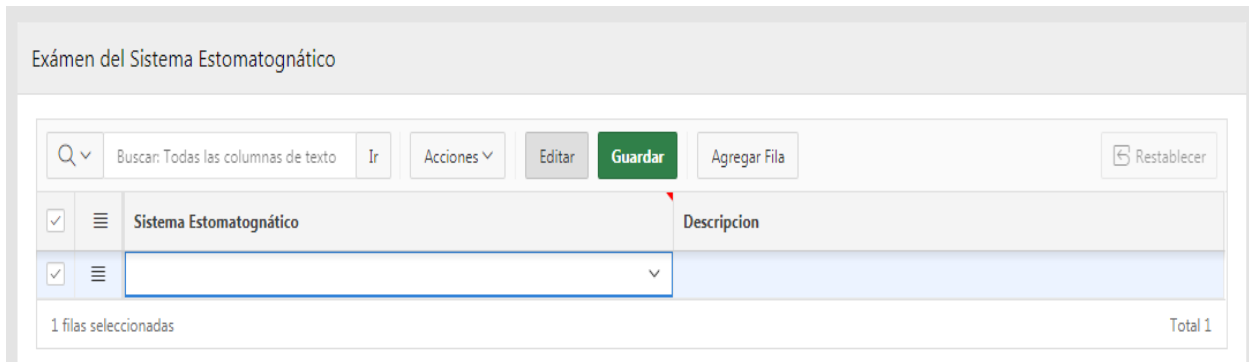 Exámen del Sistema Estomatognático
Buscar: Todas las columnas de texto Ir Acciones Editar Guardar Agregar Fila Restablecer
Sistema Estomatognático Descripcion
1 filas seleccionadas Total 1